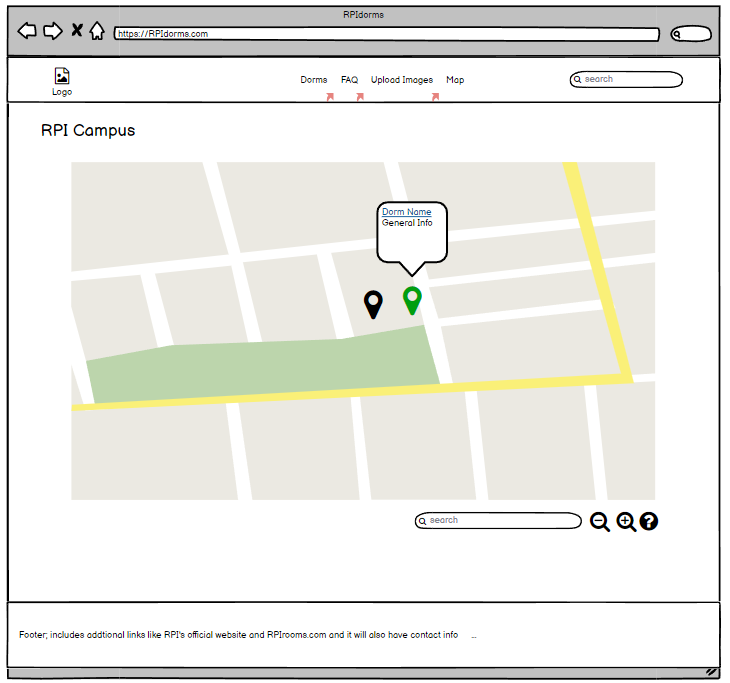 RPIdorms
https://RPIdorms.com
Logo
Dorms FAQ Upload Images Map
search
RPI Campus
Dorm Name
General Info
search
Footer; includes addtional links like RPI's official website and RPIrooms.com and it will also have contact info ...